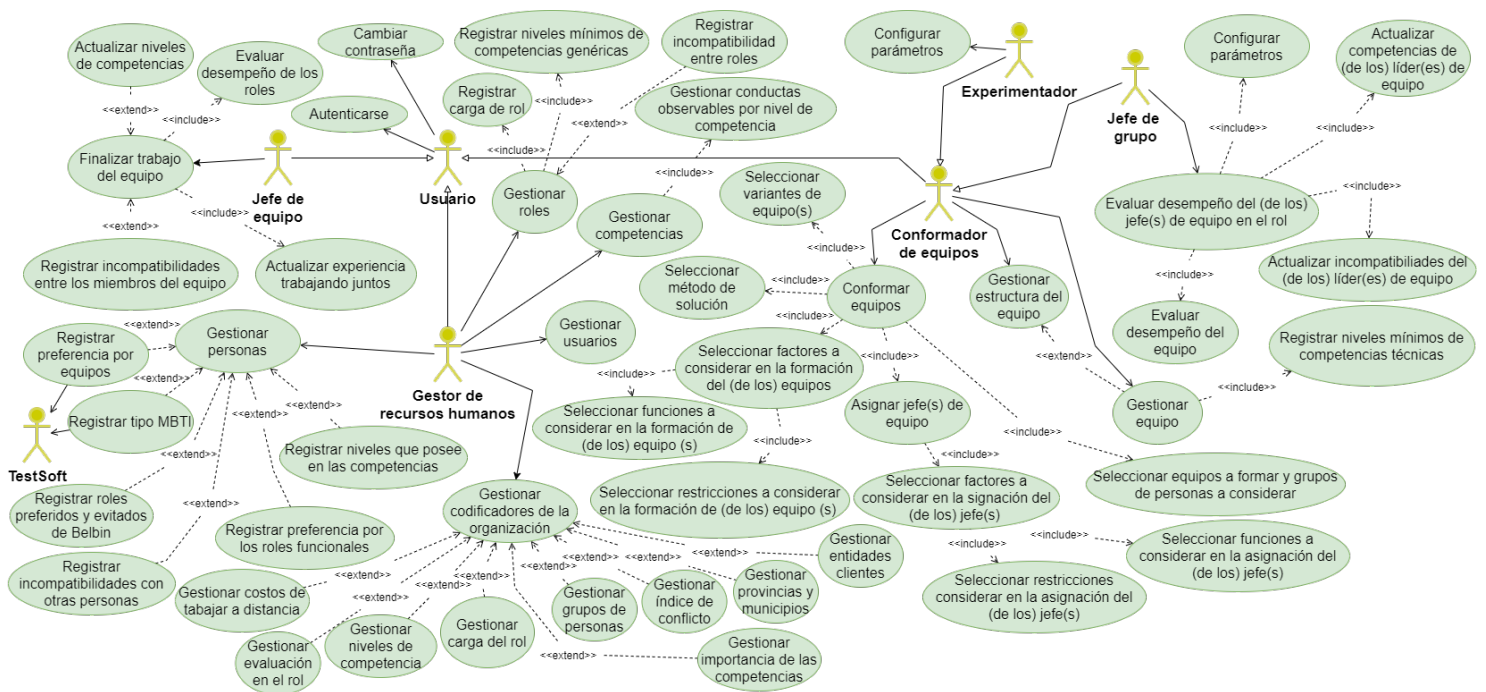 Actualizar niveles
de competencias
Evaluar
desempeño de los
roles
Cambiar
contraseña
Registrar niveles mínimos de
competencias genéricas
Registrar
incompatibilidad
entre roles
Configurar
parámetros
Experimentador
Jefe de
grupo
Configurar
parámetros
Actualizar
competencias de
(de los) líder(es) de
equipo
<<extend>>
<<include>>
Autenticarse
Registrar
carga de rol
<<include>>
<<include>>
<<extend>>
Gestionar conductas
observables por nivel de
competencia
<<include>>
<<include>>
<<include>>
Finalizar trabajo
del equipo
Jefe de
equipo
Usuario
Gestionar
roles
Gestionar
competencias
Seleccionar
variantes de
equipo(s)
Conformador
de equipos
Evaluar desempeño del (de los)
jefe(s) de equipo en el rol
<<include>>
<<extend>>
<<include>>
<<include>>
<<include>>
Registrar incompatibilidades
entre los miembros del equipo
Actualizar experiencia
trabajando juntos
Seleccionar
método de
solución
<<include>>
Conformar
equipos
Gestionar
estructura del
equipo
<<include>>
Actualizar incompatibiliades del
(de los) líder(es) de equipo
Registrar
preferencia por
equipos
<<extend>>
Gestionar
personas
Gestionar
usuarios
<<include>>
<<extend>>
Evaluar
desempeño del
equipo
Registrar niveles mínimos de
competencias técnicas
<<extend>>
<<extend>>
Gestor de
recursos humanos
Seleccionar factores a
considerar en la formación
del (de los) equipos
<<include>>
<<include>>
<<include>>
Registrar tipo MBTI
<<extend>>
<<extend>>
<<extend>>
Seleccionar funciones a
considerar en la formación de
(de los) equipo (s)
Asignar jefe(s) de
equipo
<<include>>
Gestionar
equipo
TestSoft
<<extend>>
Registrar niveles que posee
en las competencias
<<include>>
<<include>>
Registrar roles
preferidos y evitados
de Belbin
<<extend>>
Registrar preferencia por
los roles funcionales
Gestionar
codificadores de la
organización
Seleccionar restricciones a considerar
en la formación de (de los) equipo (s)
Seleccionar factores a
considerar en la signación del
(de los) jefe(s)
Seleccionar equipos a formar y grupos
de personas a considerar
Registrar
incompatibilidades con
otras personas
Gestionar
entidades
clientes
<<extend>>
<<include>>
<<include>>
Seleccionar funciones a
considerar en la asignación del
(de los) jefe(s)
Gestionar costos de
tabajar a distancia
<<extend>>
<<extend>>
<<extend>>
<<extend>>
<<extend>>
<<extend>>
<<extend>>
Gestionar
grupos de
personas
Gestionar
índice de
conflicto
Gestionar
provincias y
municipios
Seleccionar restricciones
considerar en la asignación del
(de los) jefe(s)
Gestionar
evaluación
en el rol
Gestionar
niveles de
competencia
Gestionar
carga del rol
<<extend>>
Gestionar
importancia de las
competencias